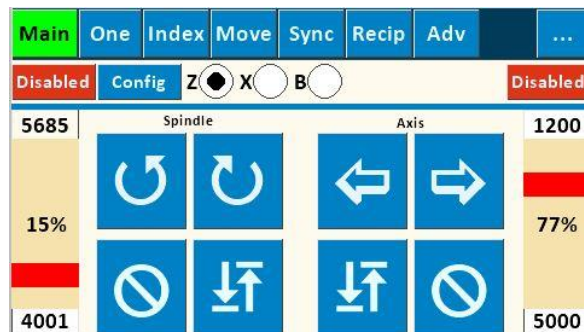 Main One Index Move Sync Recip Adv ...
Disabled Config Z X B Disabled
5685 Spindle Axis 1200
15% 77%
4001 5000